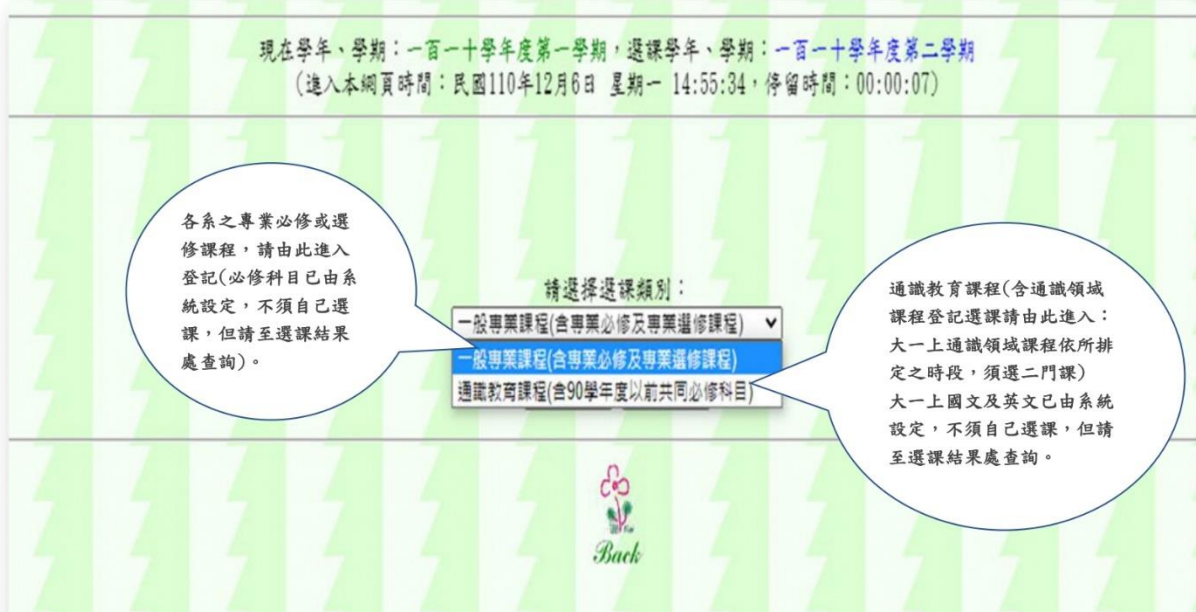 現在學年、學期：一百一十學年度第一學期，選課學年、學期：一百一十學年度第二學期
(進入本網頁時間：民國110年12月6日 星期一 14:55:34，停留時間：00:00:07)
各系之專業必修或選
修課程，請由此進入
登記(必修科目已由系
統設定，不須自己選
課，但請至選課結果
處查詢)。
請選擇選課類別：
一般專業課程(含專業必修及專業選修課程)
一般專業課程(含專業必修及專業選修課程)
通識教育課程(含90學年度以前共同必修科目)
通識教育課程(含通識領域
課程登記選課請由此進入：
大一上通識領域課程依所排
定之時段，須選二門課)
大一上國文及英文已由系統
設定，不須自己選課，但請
至選課結果處查詢。
Back